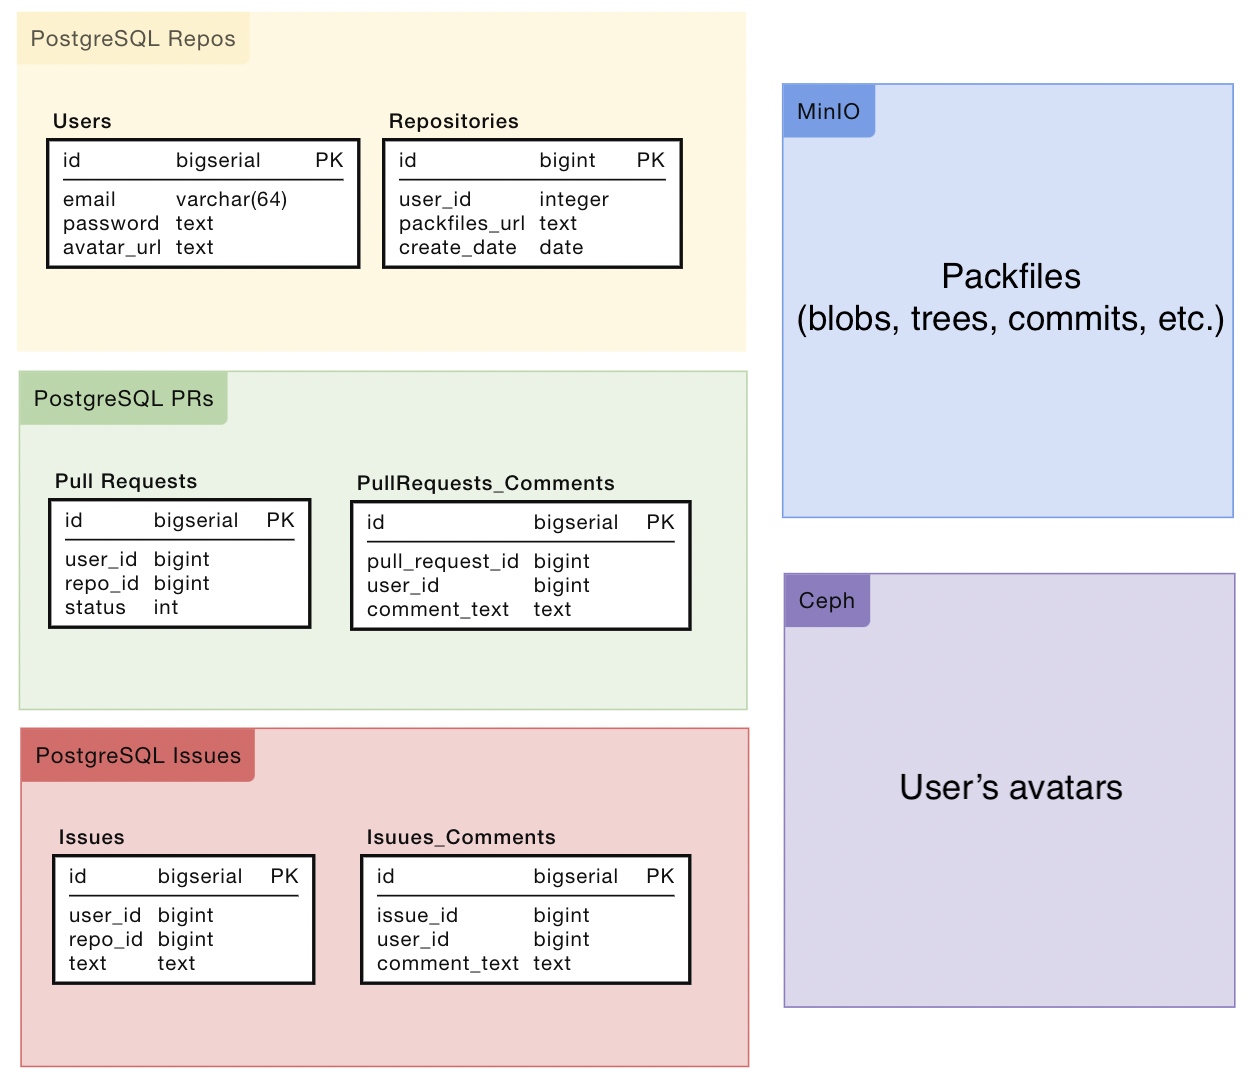 PostgreSQL Repos
Users
id bigserial PK
email varchar(64)
password text
avatar_url text
Repositories
id bigint PK
user_id integer
packfiles_url text
create_date date
PostgreSQL PRs
Pull Requests
id bigserial PK
user_id bigint
repo_id bigint
status int
PullRequests_Comments
id bigserial PK
pull_request_id bigint
user_id bigint
comment_text text
PostgreSQL Issues
Issues
id bigserial PK
user_id bigint
repo_id bigint
text text
Isuues_Comments
id bigserial PK
issue_id bigint
user_id bigint
comment_text text
MinIO
Packfiles
(blobs, trees, commits, etc.)
Ceph
User’s avatars